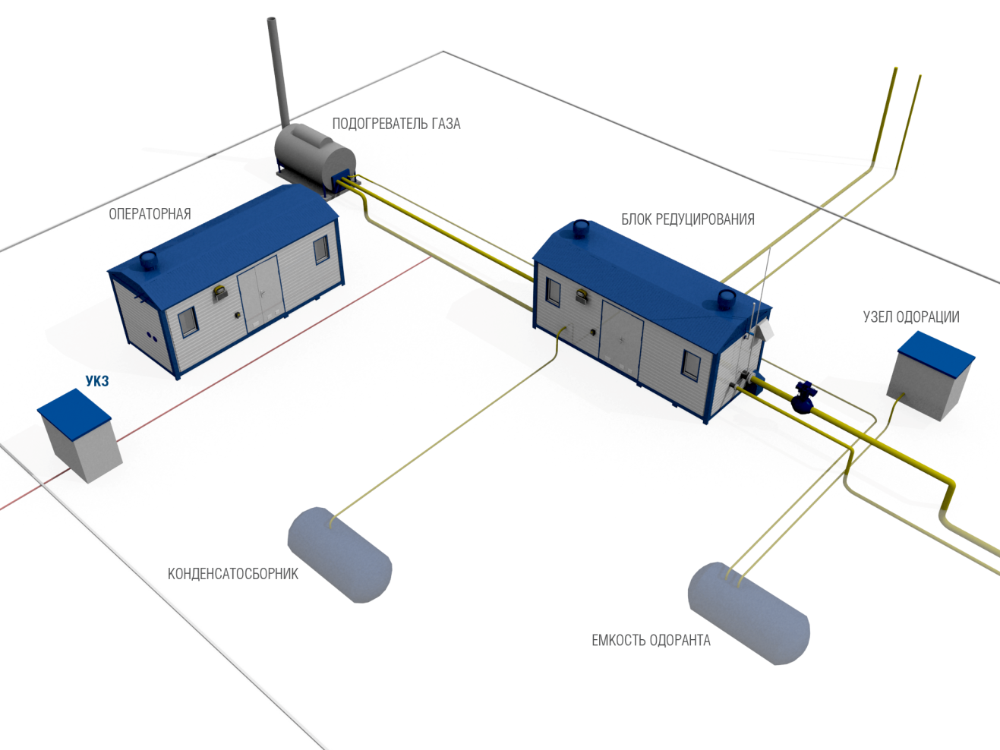 ПОДОГРЕВАТЕЛЬ ГАЗА
ОПЕРАТОРНАЯ
БЛОК РЕДУЦИРОВАНИЯ
УЗЕЛ ОДОРАЦИИ
УКЗ
КОНДЕНСАТОСБОРНИК
ЕМКОСТЬ ОДОРАНТА